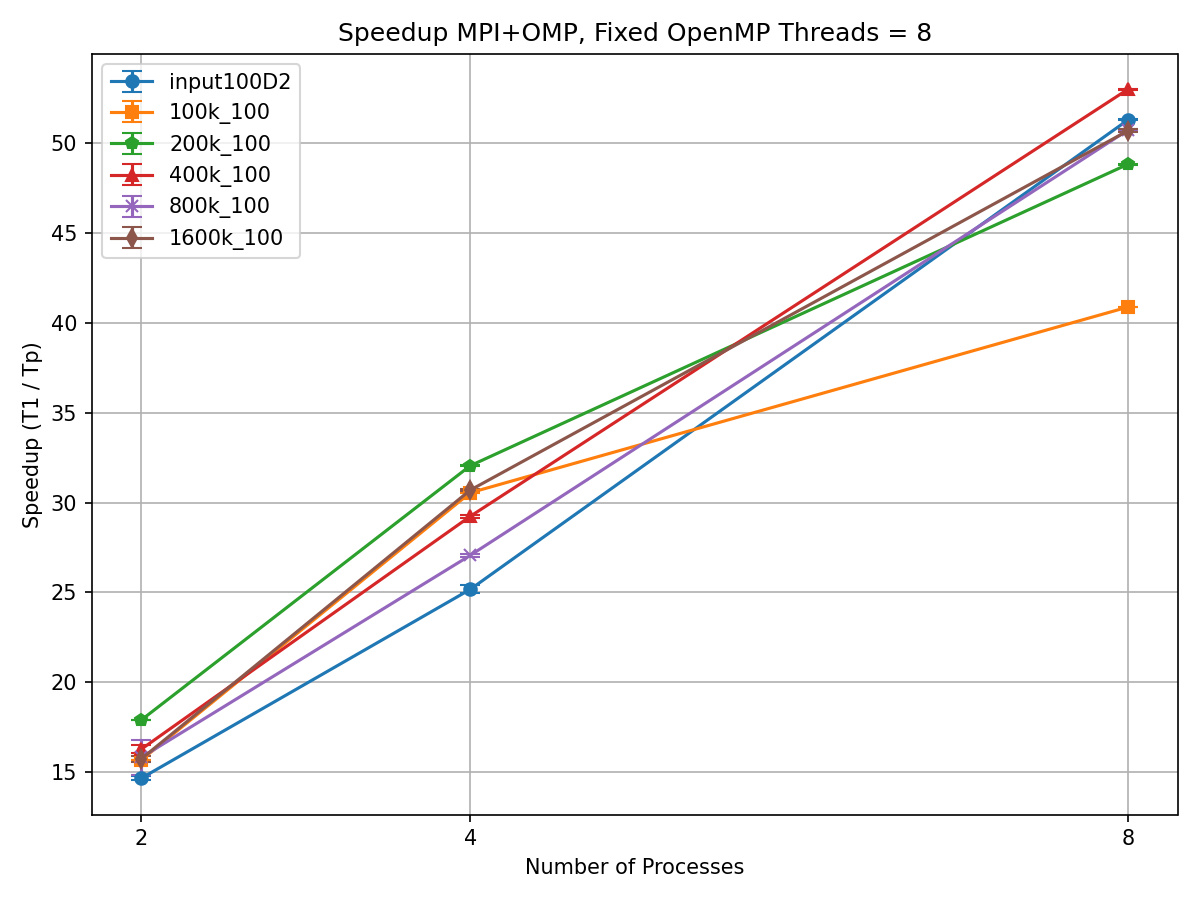 Speedup MPI+OMP, Fixed OpenMP Threads = 8
input100D2
100k_100
200k_100
400k_100
800k_100
1600k_100
50
45
40
35
30
25
20
15
Speedup (T1 / Tp)
2
4
8
Number of Processes